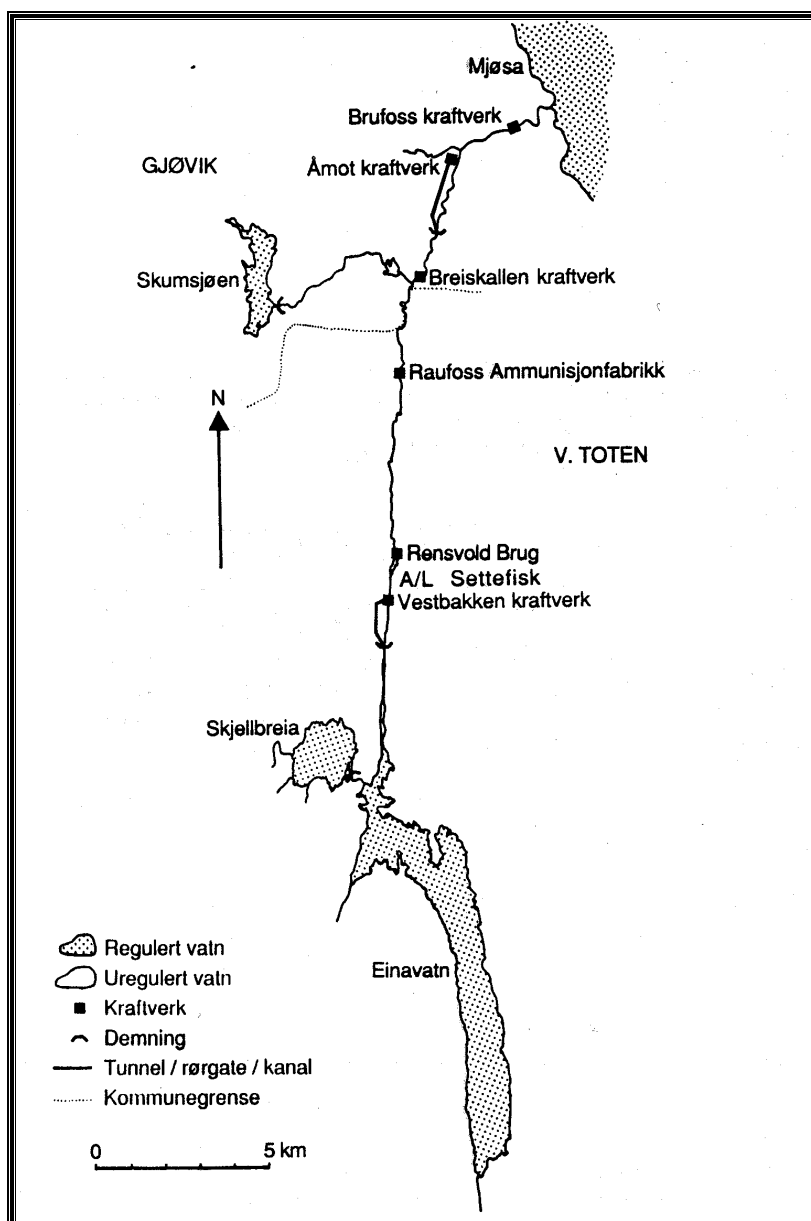 Mjøsa
Brufoss kraftverk
GJØVIK
Åmot kraftverk
Skumsjøen
Breiskallen kraftverk
Raufoss Ammunisjonfabrikk
N
V. TOTEN
Rensvold Brug
A/L Settefisk
Vestbakken kraftverk
Skjellbreia
Einavatn
Regulert vatn
Uregulert vatn
Kraftverk
Demning
Tunnel / rørgate / kanal
Kommunegrense
0 5 km